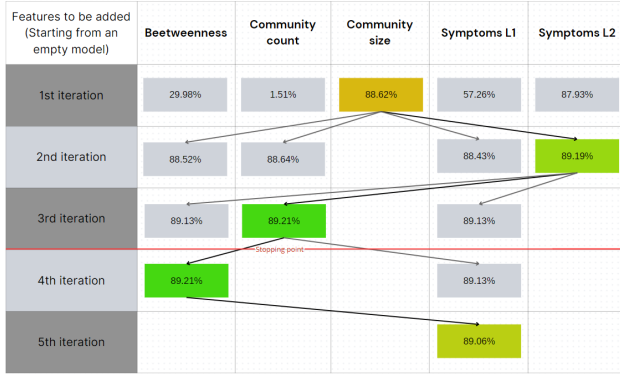 Features to be added
(Starting from an
empty model)
Beetweenness
Community
count
Community
size
Symptoms L1
Symptoms L2
1st iteration
29.98%
1.51%
88.62%
57.26%
87.93%
2nd iteration
88.52%
88.64%
88.43%
89.19%
3rd iteration
89.13%
89.21%
89.13%
Stopping point
4th iteration
89.21%
89.13%
5th iteration
89.06%